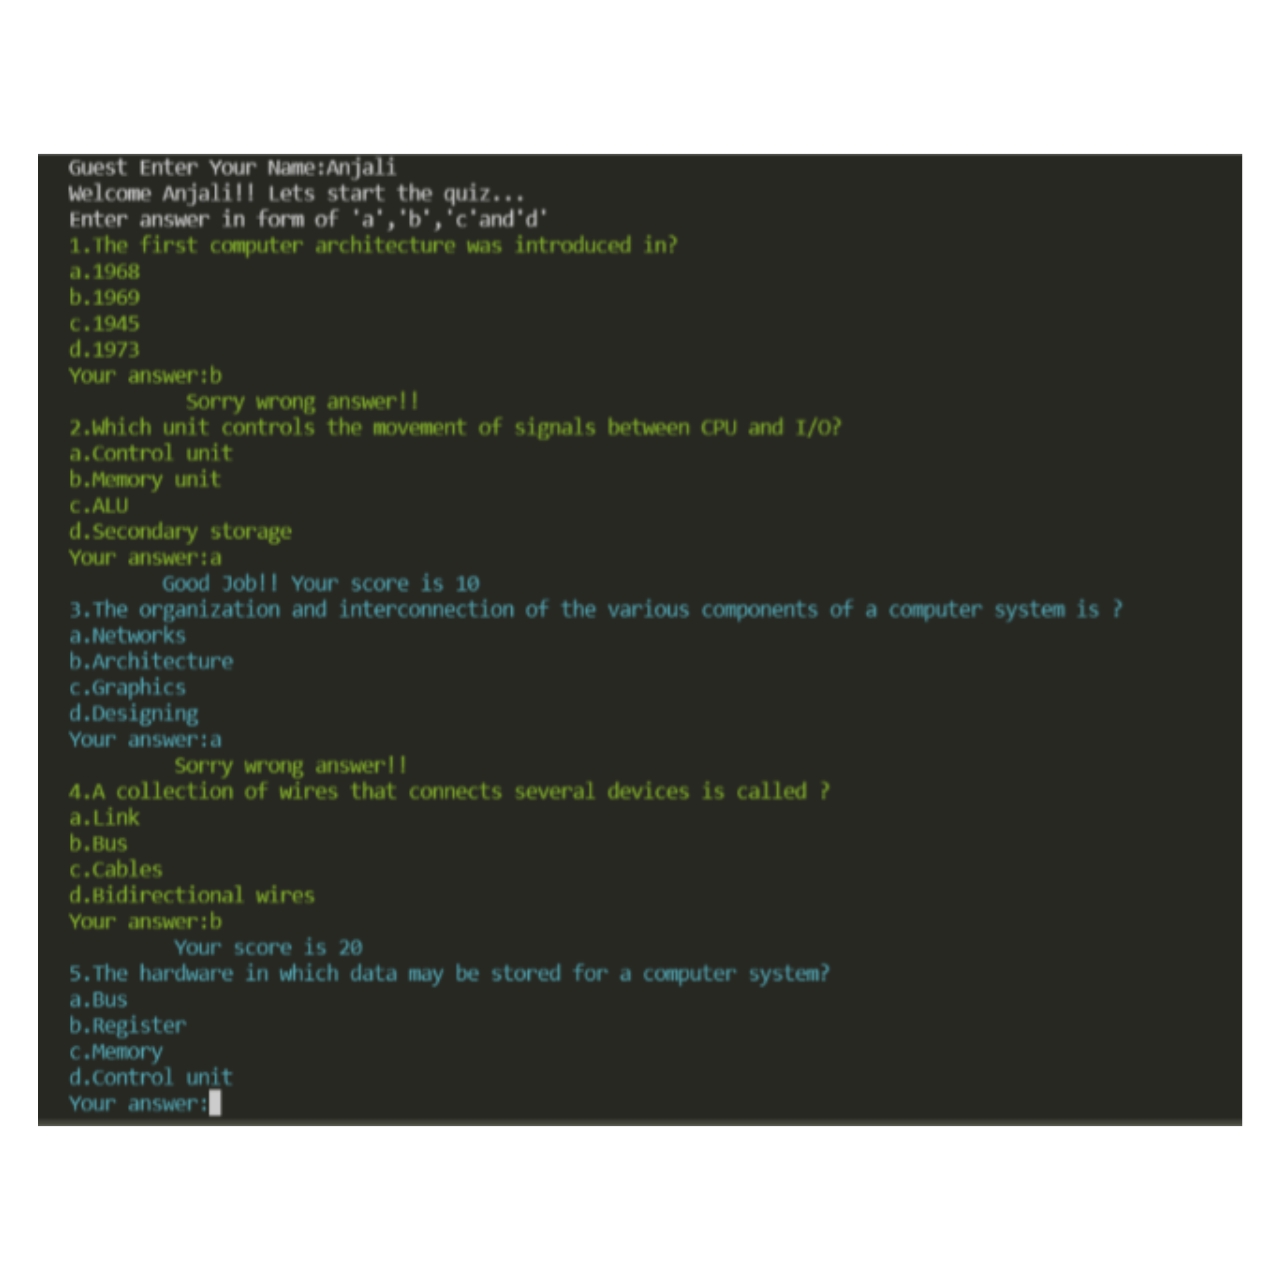 Guest Enter Your Name:Anjali
Welcome Anjali!! Lets start the quiz...
Enter answer in form of 'a','b','c'and'd'
1.The first computer architecture was introduced in?
a.1968
b.1969
c.1945
d.1973
Your answer:b
Sorry wrong answer!!
2.Which unit controls the movement of signals between CPU and I/O?
a.Control unit
b.Memory unit
c.ALU
d.Secondary storage
Your answer:a
Good Job!! Your score is 10
3.The organization and interconnection of the various components of a computer system is ?
a.Networks
b.Architecture
c.Graphics
d.Designing
Your answer:a
Sorry wrong answer!!
4.A collection of wires that connects several devices is called ?
a.Link
b.Bus
c.Cables
d.Bidirectional wires
Your answer:b
Your score is 20
5.The hardware in which data may be stored for a computer system?
a.Bus
b.Register
c.Memory
d.Control unit
Your answer: